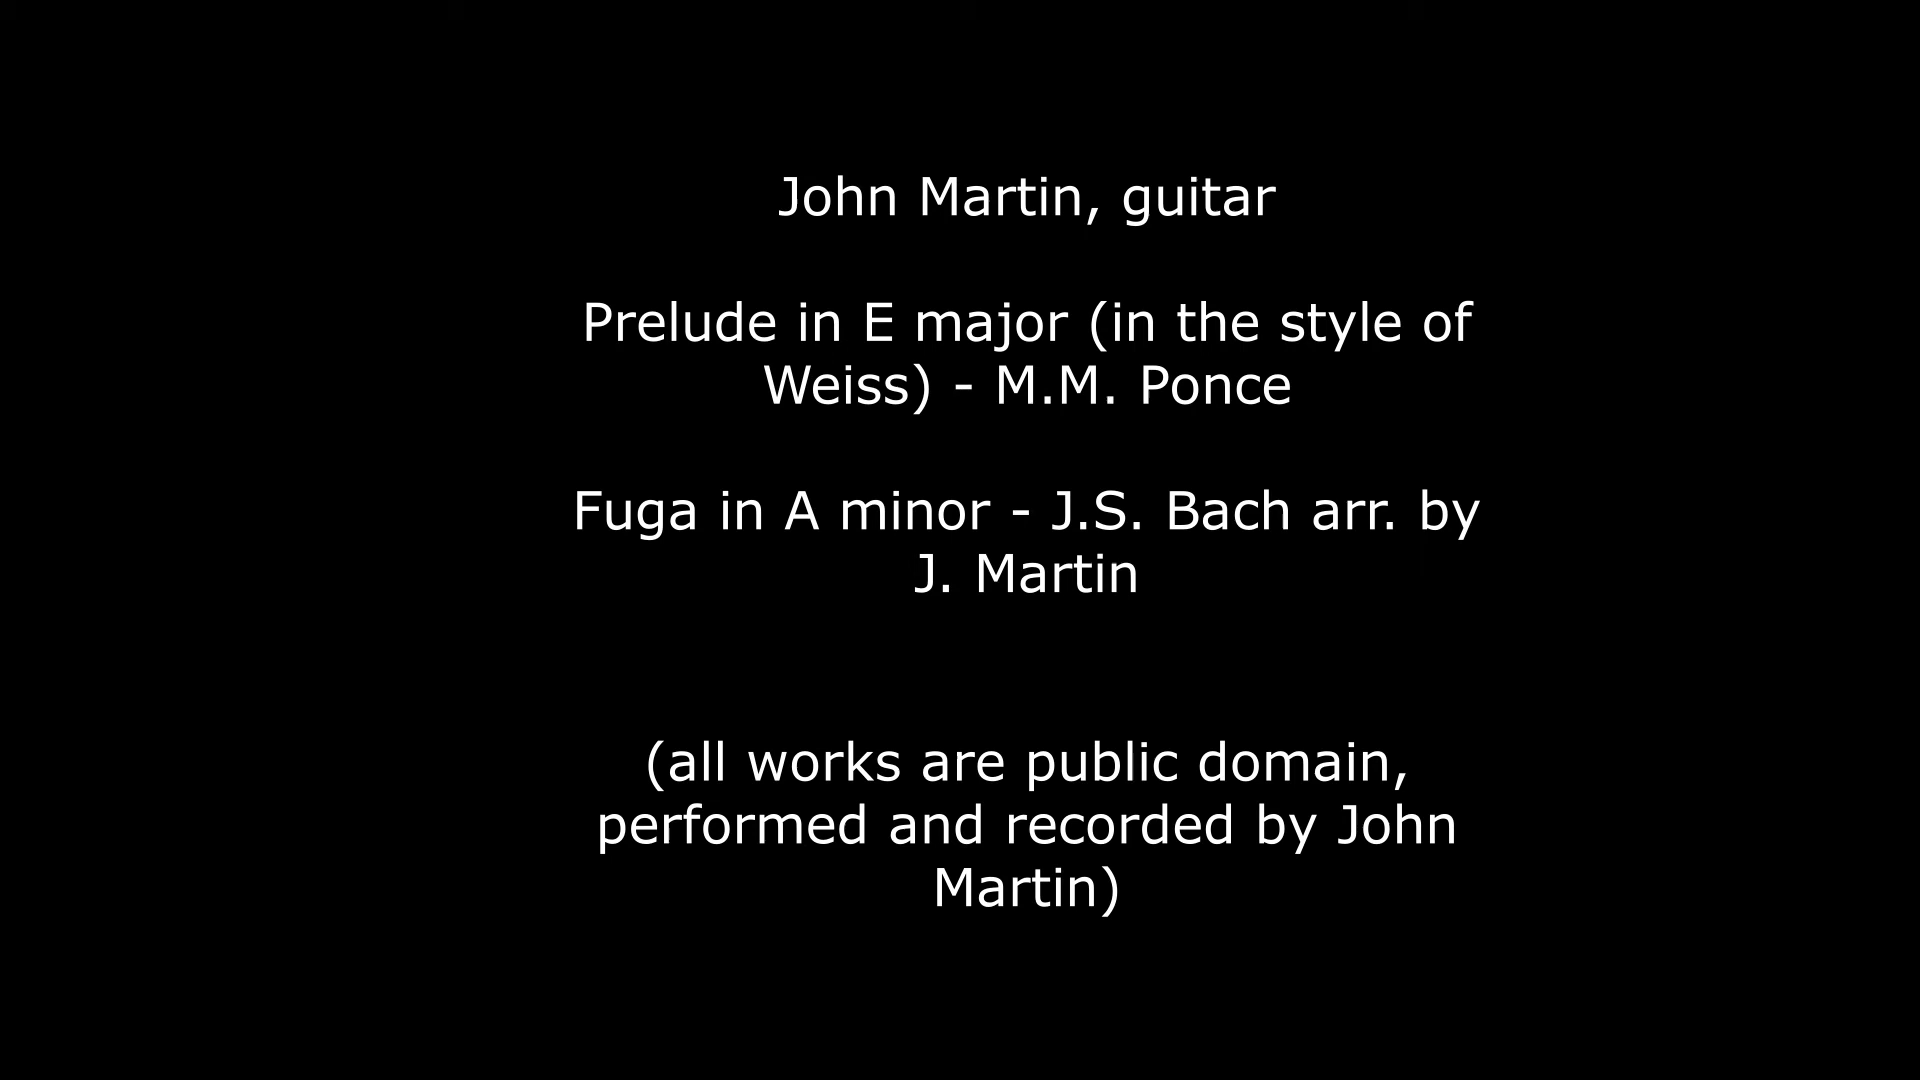 John Martin, guitar
Prelude in E major (in the style of
Weiss) - M.M. Ponce
Fuga in A minor - J.S. Bach arr. by
J. Martin
(all works are public domain,
performed and recorded by John
Martin)